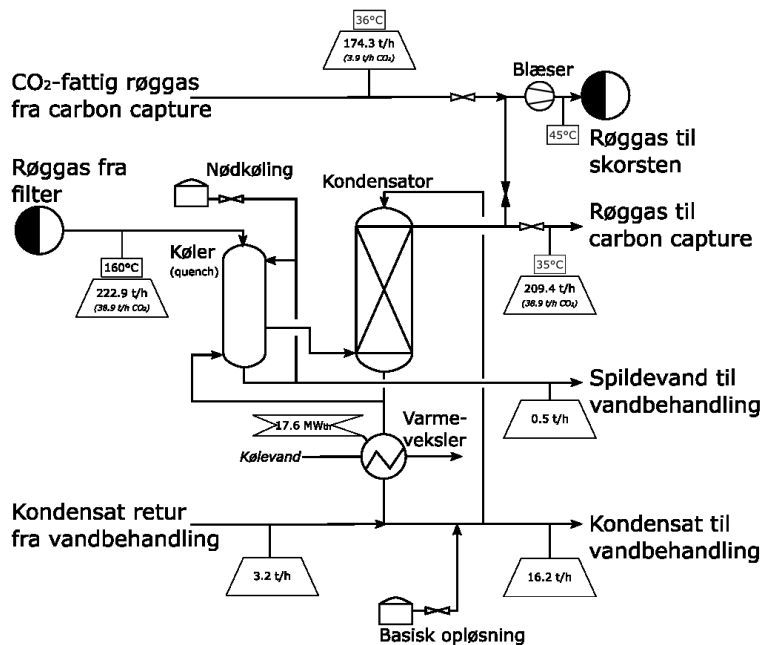 36°C
174.3 t/h
(3.9 t/h CO₂)
CO₂-fattig røggas
fra carbon capture
Blæser
45°C
Røggas til
skorsten
Røggas fra
filter
Nødkøling
Kondensator
Røggas til
carbon capture
Køler
(quench)
160°C
222.9 t/h
(38.9 t/h CO₂)
35°C
209.4 t/h
(38.9 t/h CO₂)
Spildevand til
vandbehandling
0.5 t/h
17.6 MWth
Varme-
veksler
Kølevand
Kondensat retur
fra vandbehandling
3.2 t/h
Kondensat til
vandbehandling
16.2 t/h
Basisk opløsning